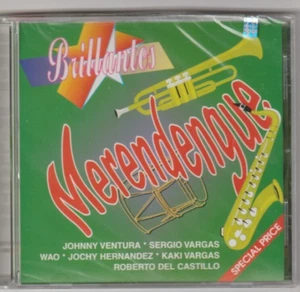 Brillantes
Merendengue
JOHNNY VENTURA * SERGIO VARGAS
WAO * JOCHY HERNANDEZ * KAKI VARGAS
ROBERTO DEL CASTILLO
SPECIAL PRICE